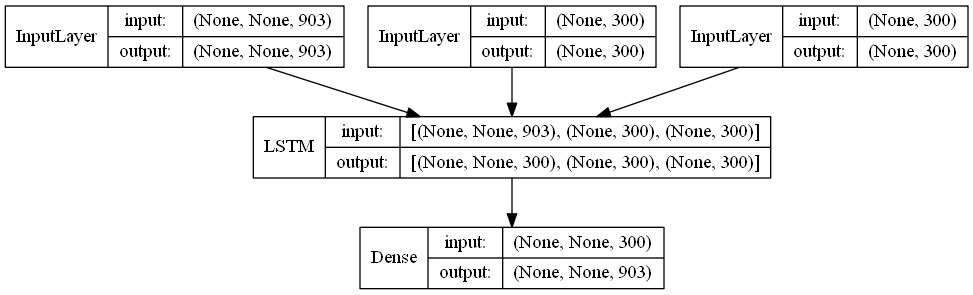 InputLayer input: (None, None, 903) output: (None, None, 903)
InputLayer input: (None, 300) output: (None, 300)
InputLayer input: (None, 300) output: (None, 300)
LSTM input: [(None, None, 903), (None, 300), (None, 300)] output: [(None, None, 300), (None, 300), (None, 300)]
Dense input: (None, None, 300) output: (None, None, 903)